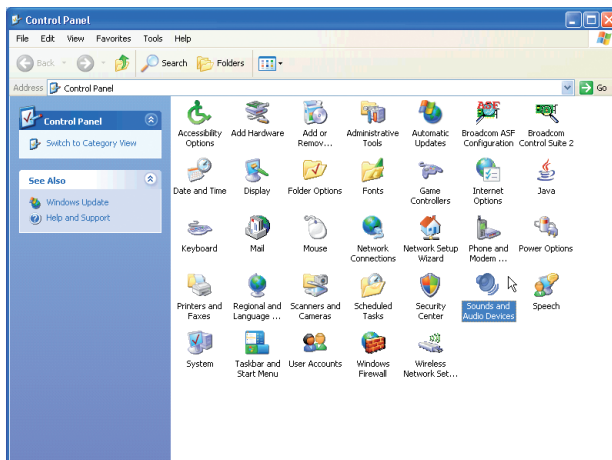 Control Panel
File Edit View Favorites Tools Help
Back Search Folders
Address Control Panel Go
Control Panel
Switch to Category View
See Also
Windows Update
Help and Support
Accessibility Options
Add Hardware
Add or Remov...
Administrative Tools
Automatic Updates
Broadcom ASF Configuration
Broadcom Control Suite 2
Date and Time
Display
Folder Options
Fonts
Game Controllers
Internet Options
Java
Keyboard
Mail
Mouse
Network Connections
Network Setup Wizard
Phone and Modem ...
Power Options
Printers and Faxes
Regional and Language ...
Scanners and Cameras
Scheduled Tasks
Security Center
Sounds and Audio Devices
Speech
System
Taskbar and Start Menu
User Accounts
Windows Firewall
Wireless Network Set...